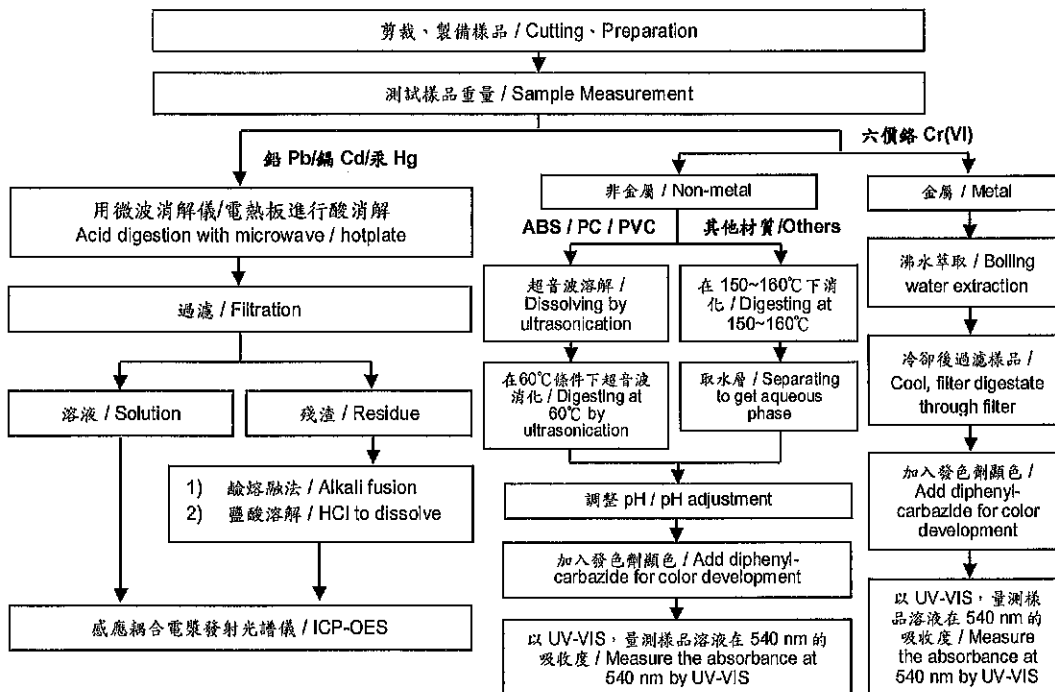 剪裁、製備樣品 / Cutting、Preparation
測試樣品重量 / Sample Measurement
鉛 Pb/鎘 Cd/汞 Hg
六價鉻 Cr(VI)
用微波消解儀/電熱板進行酸消解
Acid digestion with microwave / hotplate
過濾 / Filtration
溶液 / Solution
殘渣 / Residue
1) 鹼熔融法 / Alkali fusion
2) 鹽酸溶解 / HCl to dissolve
感應耦合電漿發射光譜儀 / ICP-OES
非金屬 / Non-metal
ABS / PC / PVC
其他材質/Others
超音波溶解 /
Dissolving by
ultrasonication
在 150~160℃下消
化 / Digesting at
150~160℃
在60℃條件下超音波
消化 / Digesting at
60℃ by
ultrasonication
取水層 / Separating
to get aqueous
phase
調整 pH / pH adjustment
加入發色劑顯色 / Add diphenyl-
carbazide for color development
以 UV-VIS，量測樣品溶液在 540 nm 的
吸收度 / Measure the absorbance at
540 nm by UV-VIS
金屬 / Metal
沸水萃取 / Boiling
water extraction
冷卻後過濾樣品 /
Cool, filter digestate
through filter
加入發色劑顯色 /
Add diphenyl-
carbazide for color
development
以 UV-VIS，量測樣
品溶液在 540 nm 的
吸收度 / Measure
the absorbance at
540 nm by UV-VIS